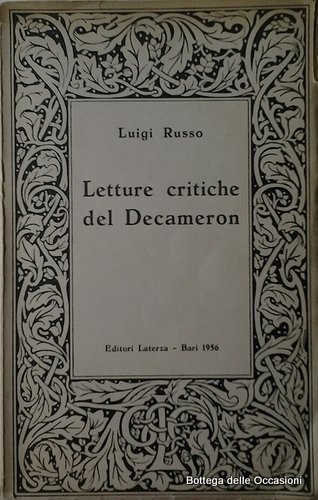 Luigi Russo
Letture critiche
del Decameron
Editori Laterza - Bari 1956
Bottega delle Occasioni